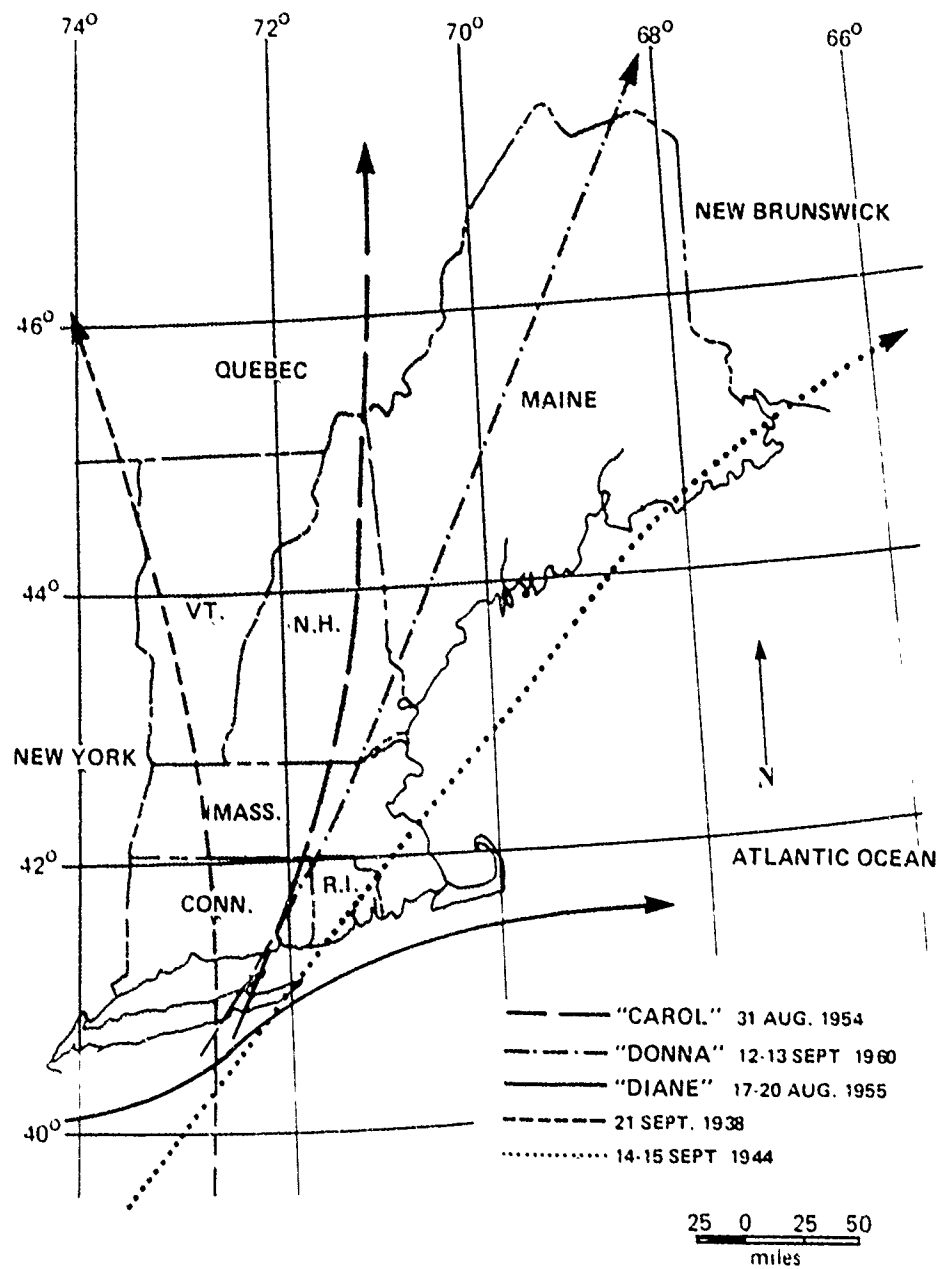 74° 72° 70° 68° 66°
NEW BRUNSWICK
46°
QUEBEC
MAINE
44°
VT.
N.H.
NEW YORK
N
MASS.
42°
ATLANTIC OCEAN
R.I.
CONN.
"CAROL" 31 AUG. 1954
"DONNA" 12-13 SEPT 1960
"DIANE" 17-20 AUG. 1955
40°
21 SEPT. 1938
14-15 SEPT 1944
25 0 25 50
miles